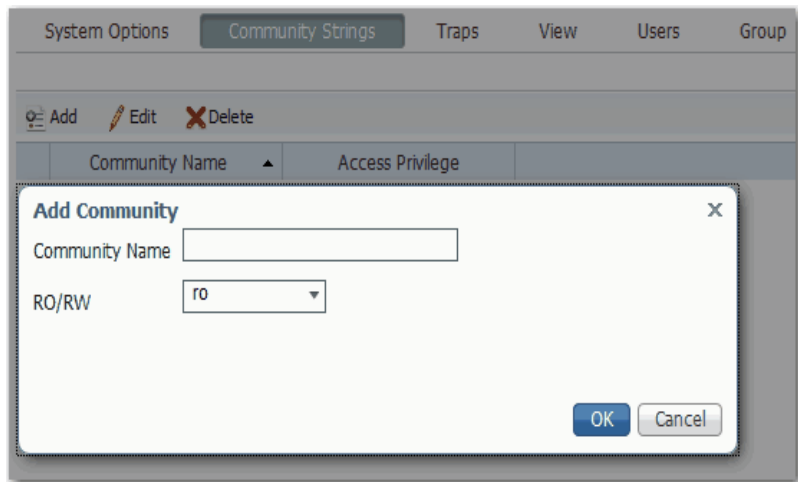 System Options Community Strings Traps View Users Group
Add Edit Delete
Community Name Access Privilege
Add Community X
Community Name
RO/RW ro
OK Cancel